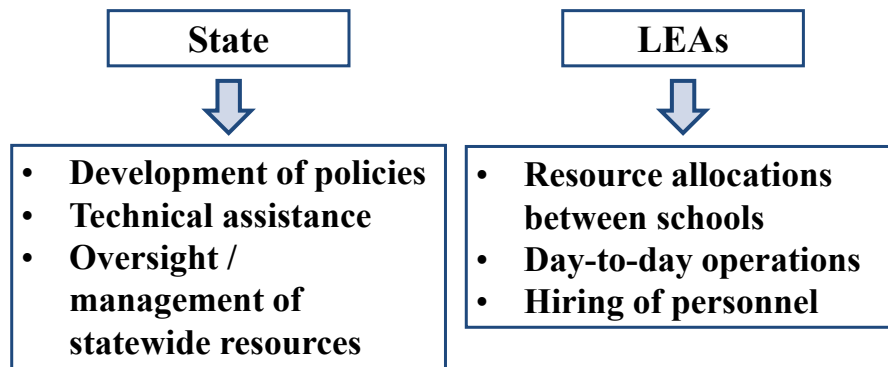 State
• Development of policies
• Technical assistance
• Oversight /
management of
statewide resources
LEAs
• Resource allocations
between schools
• Day-to-day operations
• Hiring of personnel